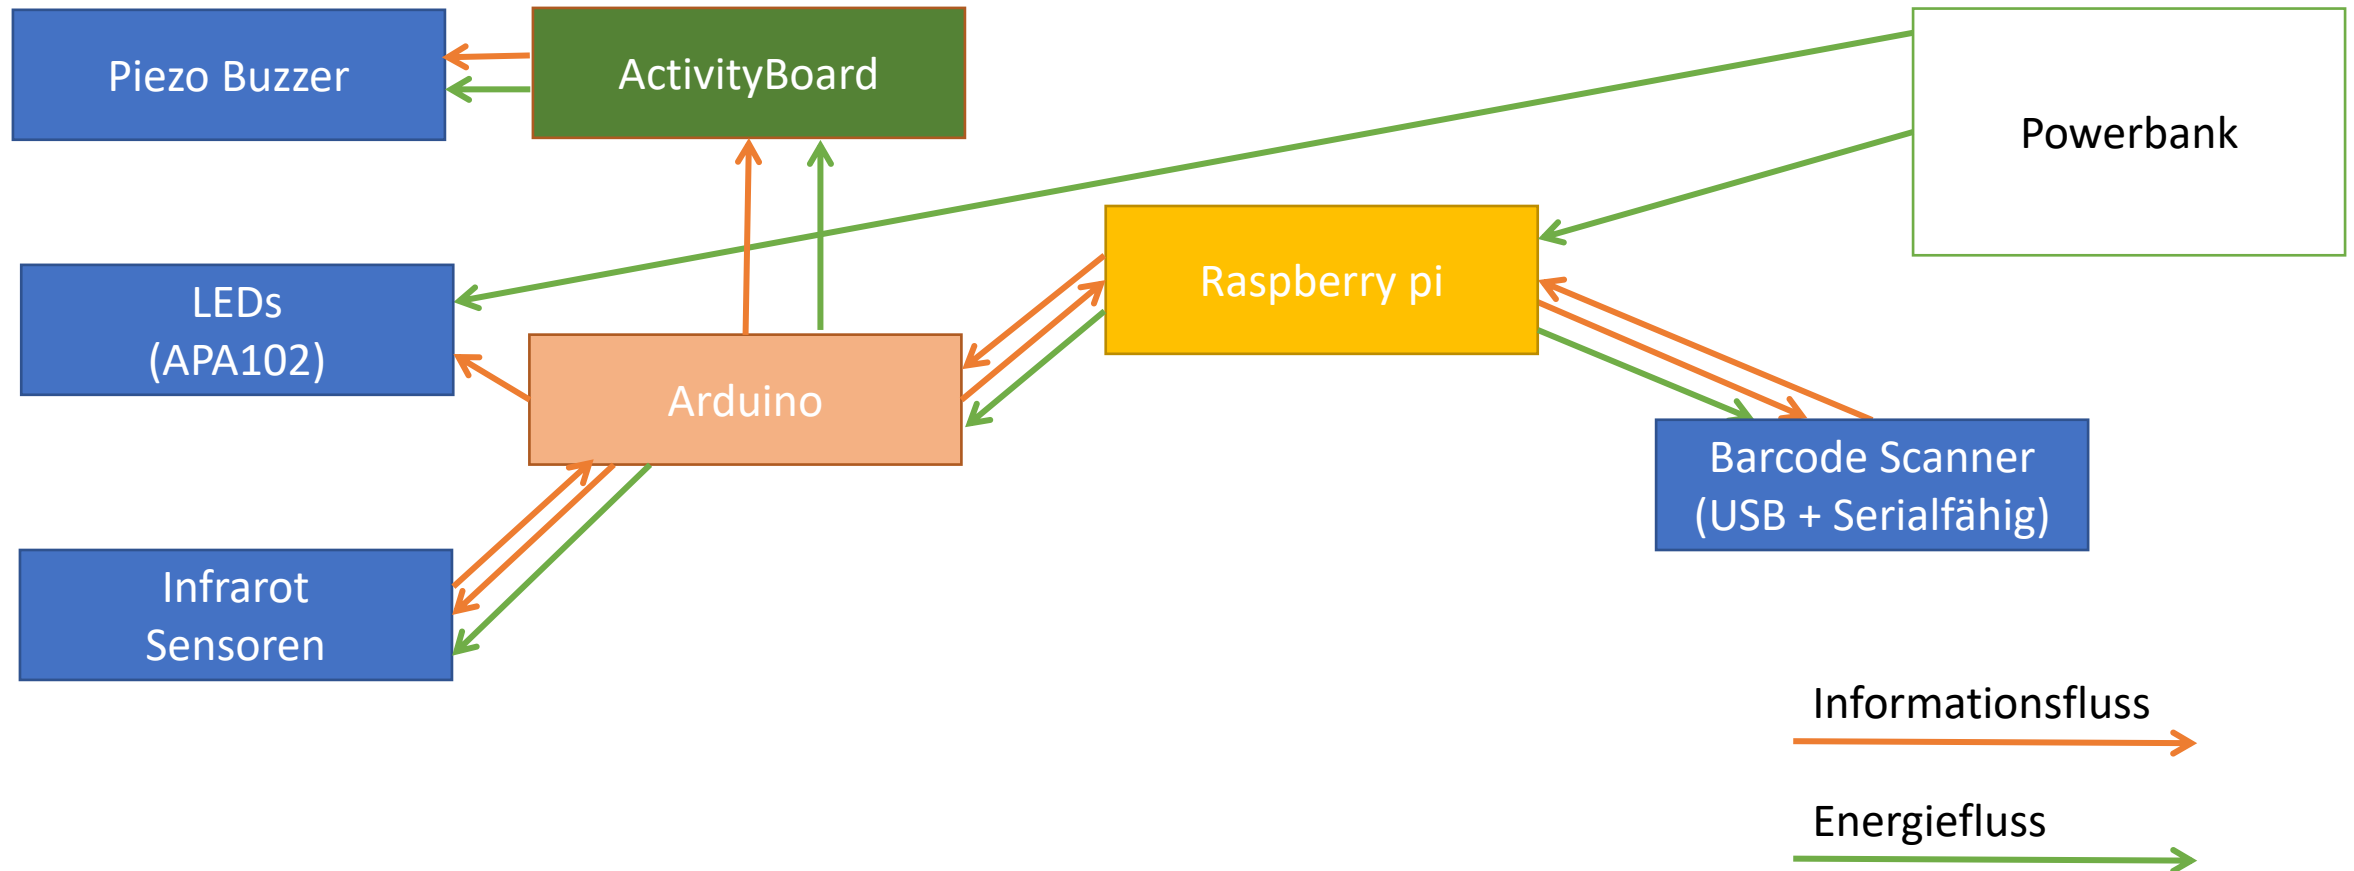 Piezo Buzzer
ActivityBoard
Powerbank
Raspberry pi
LEDs
(APA102)
Arduino
Barcode Scanner
(USB + Serialfähig)
Infrarot
Sensoren
Informationsfluss
Energiefluss